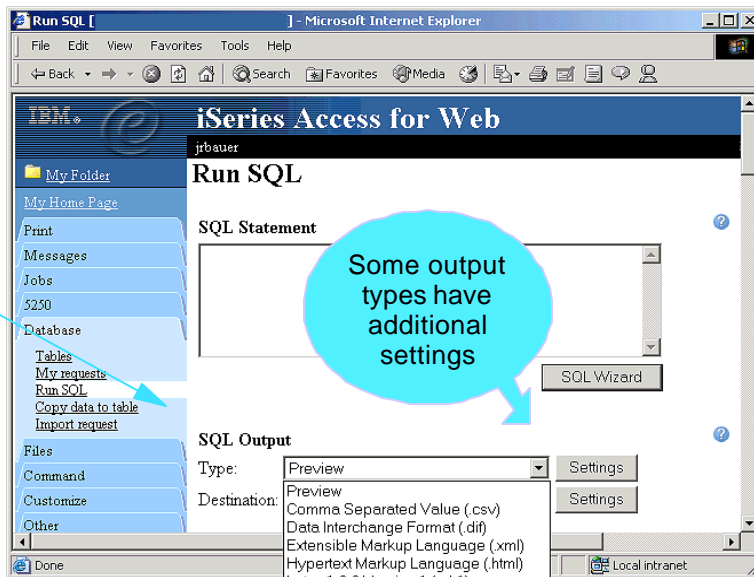 Run SQL [ ] - Microsoft Internet Explorer
File Edit View Favorites Tools Help
Back Search Favorites Media
IBM e iSeries Access for Web
jrbauer
My Folder
Run SQL
My Home Page
Print
SQL Statement
Messages
Jobs
5250
Database
Some output
types have
additional
settings
Tables
My requests
Run SQL
Copy data to table
Import request
SQL Wizard
SQL Output
Files
Type: Preview Settings
Command
Customize
Destination: Settings
Other
Preview
Comma Separated Value (.csv)
Data Interchange Format (.dif)
Extensible Markup Language (.xml)
Hypertext Markup Language (.html)
Done Local intranet